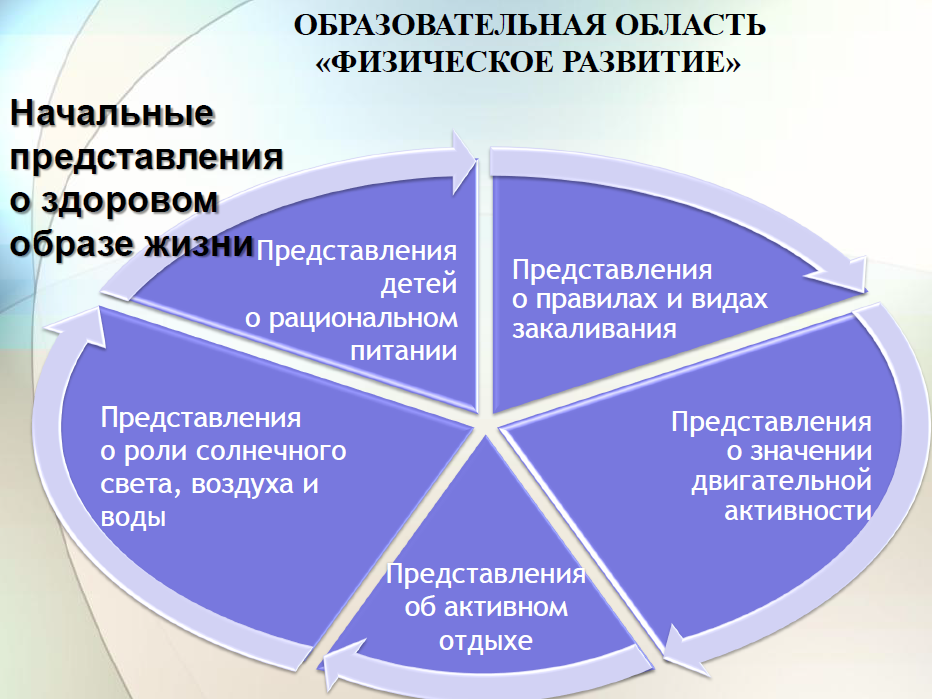 ОБРАЗОВАТЕЛЬНАЯ ОБЛАСТЬ
«ФИЗИЧЕСКОЕ РАЗВИТИЕ»
Начальные
представления
о здоровом
образе жизни
Представления
детей
о рациональном
питании
Представления
о правилах и видах
закаливания
Представления
о значении
двигательной
активности
Представления
об активном
отдыхе
Представления
о роли солнечного
света, воздуха и
воды